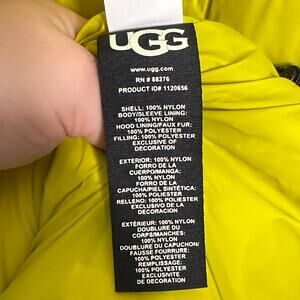 UGG
www.ugg.com
RN # 88276
PRODUCT ID# 1120656
SHELL: 100% NYLON
BODY/SLEEVE LINING:
100% NYLON
HOOD LINING/FAUX FUR:
100% POLYESTER
FILLING: 100% POLYESTER
EXCLUSIVE OF
DECORATION
EXTERIOR: 100% NYLON
FORRO DE LA
CUERPO/MANGA:
100% NYLON
FORRO DE LA
CAPUCHA/PIEL SINTÉTICA:
100% POLIESTER
RELLENO: 100% POLIESTER
EXCLUSIVO DE LA
DECORACION
EXTÉRIEUR: 100% NYLON
DOUBLURE DU
CORPS/MANCHES:
100% NYLON
DOUBLURE DU CAPUCHON/
FAUSSE FOURRURE:
100% POLYESTER
REMPLISSAGE:
100% POLYESTER
EXCLUSIVITÉ DE
DÉCORATION